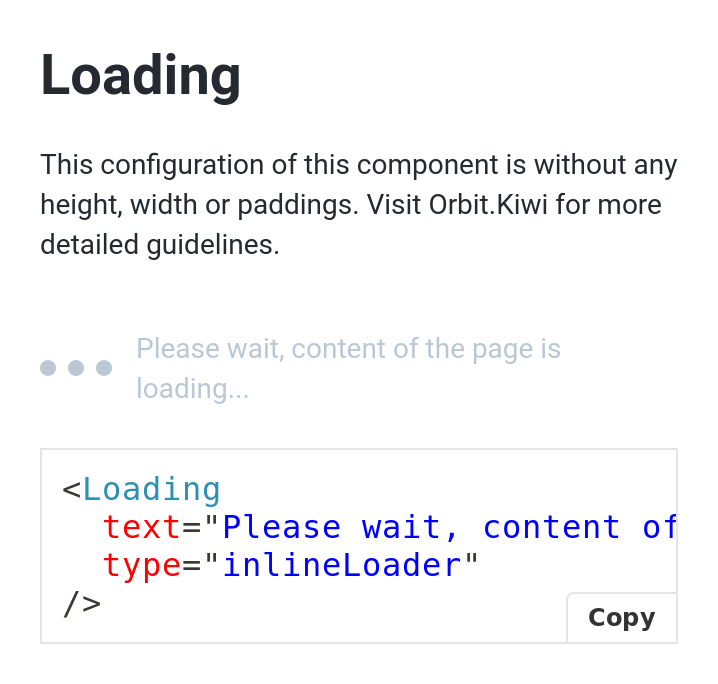 Loading
This configuration of this component is without any
height, width or paddings. Visit Orbit.Kiwi for more
detailed guidelines.
Please wait, content of the page is
loading...
<Loading
text="Please wait, content of
type="inlineLoader"
/>
Copy